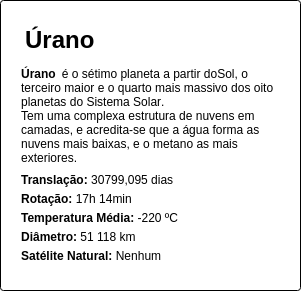 Úrano
Úrano  é o sétimo planeta a partir doSol, o
terceiro maior e o quarto mais massivo dos oito
planetas do Sistema Solar.
Tem uma complexa estrutura de nuvens em
camadas, e acredita-se que a água forma as
nuvens mais baixas, e o metano as mais
exteriores.
Translação: 30799,095 dias
Rotação: 17h 14min
Temperatura Média: -220 ºC
Diâmetro: 51 118 km
Satélite Natural: Nenhum